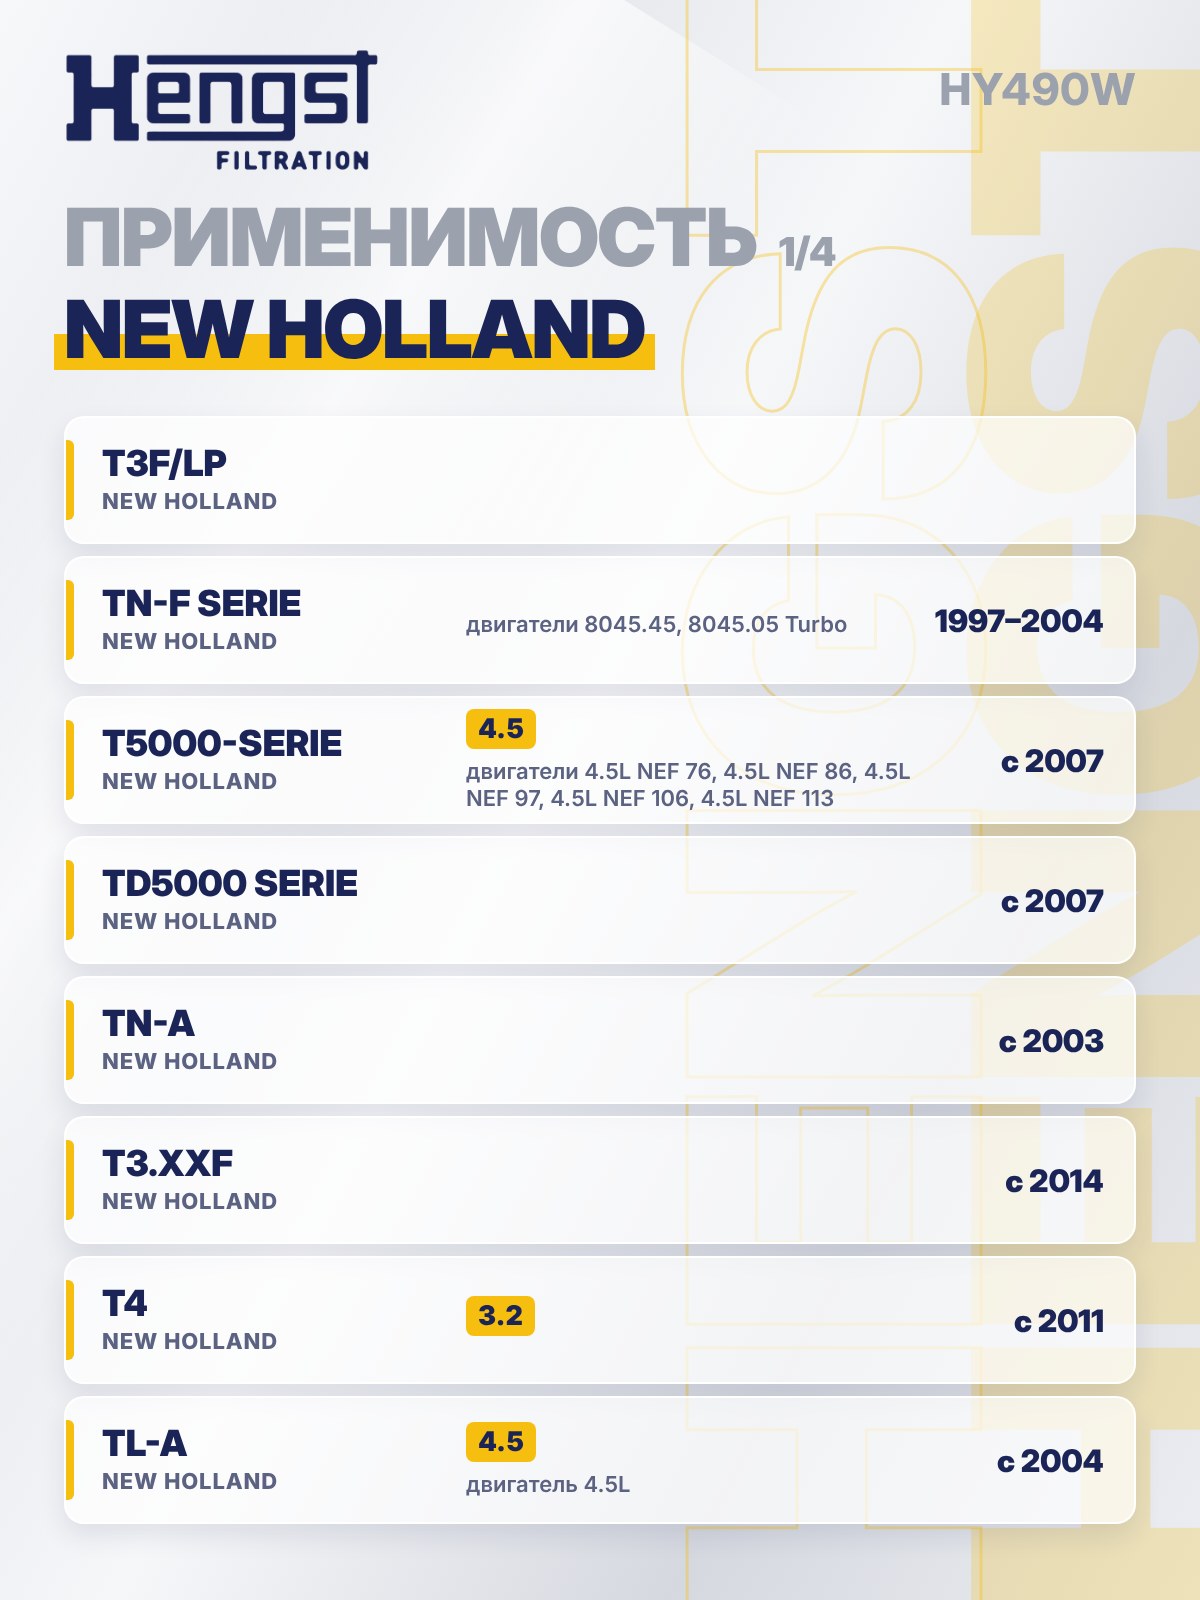 Hengst
FILTRATION
HY490W
ПРИМЕНИМОСТЬ 1/4
NEW HOLLAND
T3F/LP
NEW HOLLAND
TN-F SERIE
NEW HOLLAND
двигатели 8045.45, 8045.05 Turbo
1997–2004
T5000-SERIE
NEW HOLLAND
4.5
двигатели 4.5L NEF 76, 4.5L NEF 86, 4.5L
NEF 97, 4.5L NEF 106, 4.5L NEF 113
с 2007
TD5000 SERIE
NEW HOLLAND
с 2007
TN-A
NEW HOLLAND
с 2003
T3.XXF
NEW HOLLAND
с 2014
T4
NEW HOLLAND
3.2
с 2011
TL-A
NEW HOLLAND
4.5
двигатель 4.5L
с 2004
HENGST
HENGST